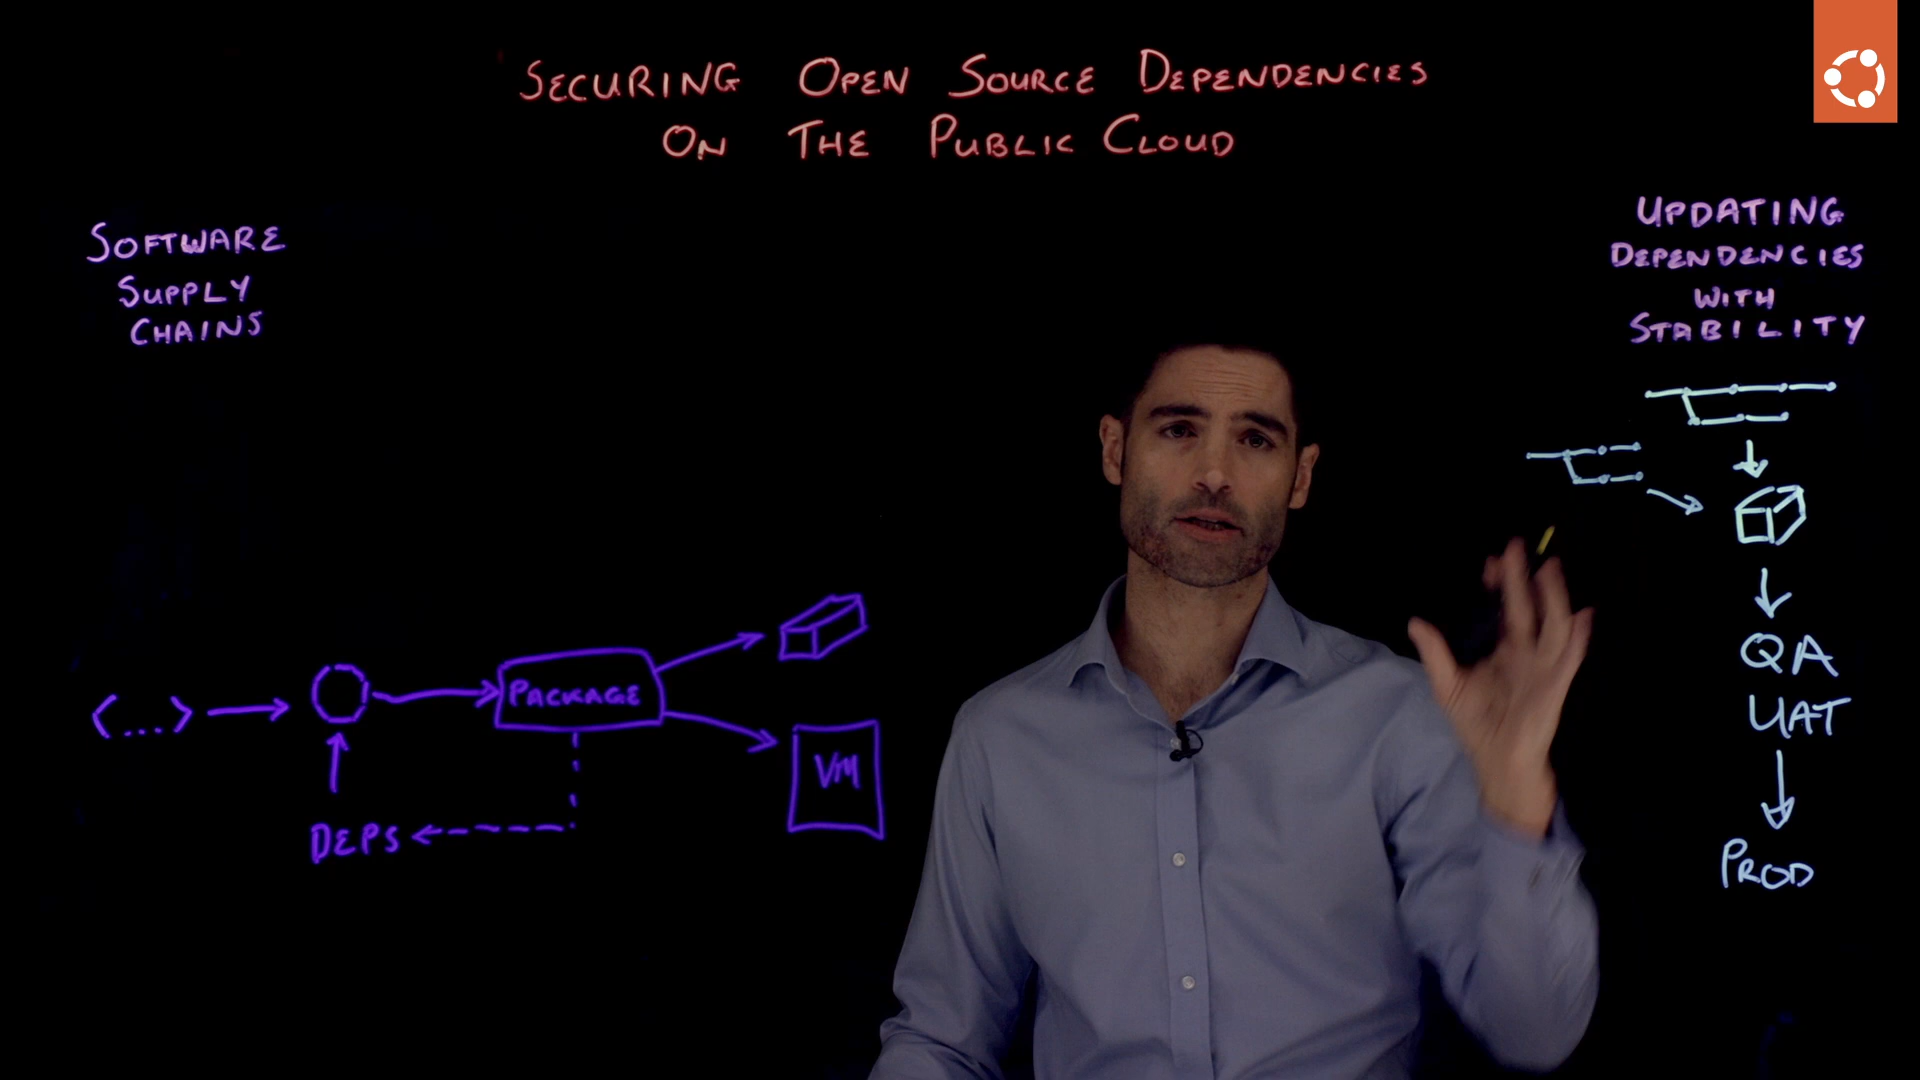 SECURING OPEN SOURCE DEPENDENCIES
ON THE PUBLIC CLOUD
SOFTWARE
SUPPLY
CHAINS
<...>
PACKAGE
VM
DEPS
UPDATING
DEPENDENCIES
WITH
STABILITY
QA
UAT
PROD